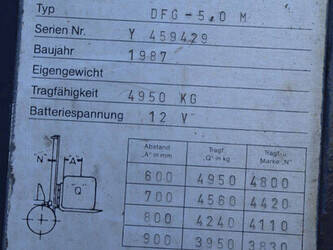 Typ DFG-5,0 M
Serien Nr. Y 459429
Baujahr 1987
Eigengewicht
Tragfähigkeit 4950 KG
Batteriespannung 12 V
"N" "A"
"Q"
Abstand „A" in mm Tragf. „Q" in kg Tragf. u. Marke „N"
600 4950 4800
700 4560 4420
800 4240 4110
900 3950 3830